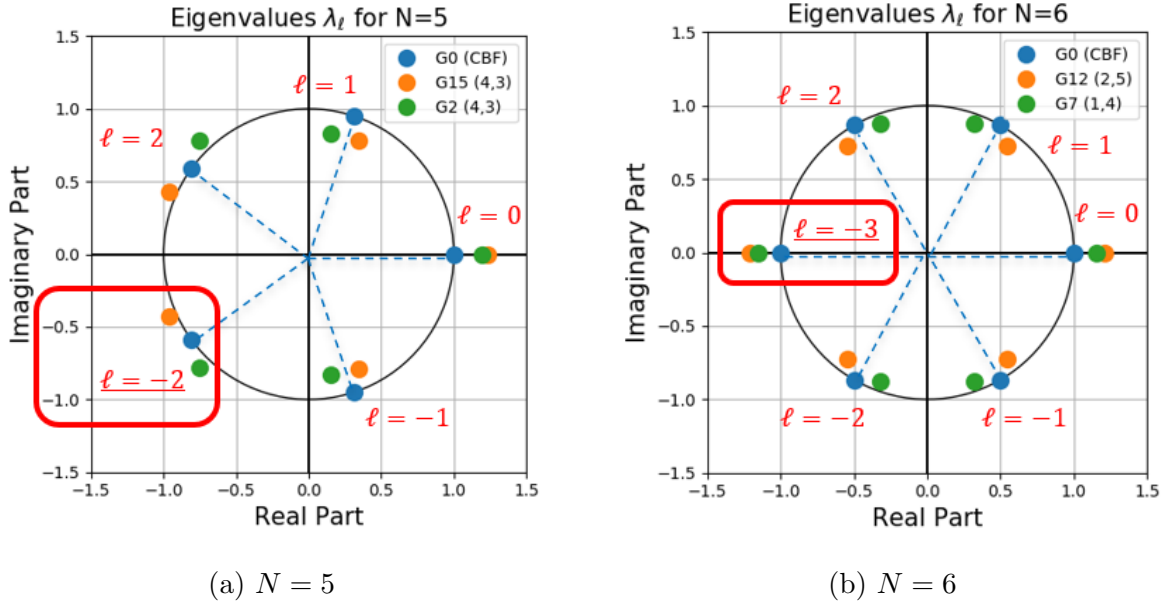 Eigenvalues λℓ for N=5
1.5
1.0
0.5
0.0
−0.5
−1.0
−1.5
−1.5
−1.0
−0.5
0.0
0.5
1.0
1.5
Imaginary Part
Real Part
G0 (CBF)
G15 (4,3)
G2 (4,3)
ℓ = 1
ℓ = 2
ℓ = 0
ℓ = −2
ℓ = −1
(a) N = 5
Eigenvalues λℓ for N=6
1.5
1.0
0.5
0.0
−0.5
−1.0
−1.5
−1.5
−1.0
−0.5
0.0
0.5
1.0
1.5
Imaginary Part
Real Part
G0 (CBF)
G12 (2,5)
G7 (1,4)
ℓ = 2
ℓ = 1
ℓ = −3
ℓ = 0
ℓ = −2
ℓ = −1
(b) N = 6